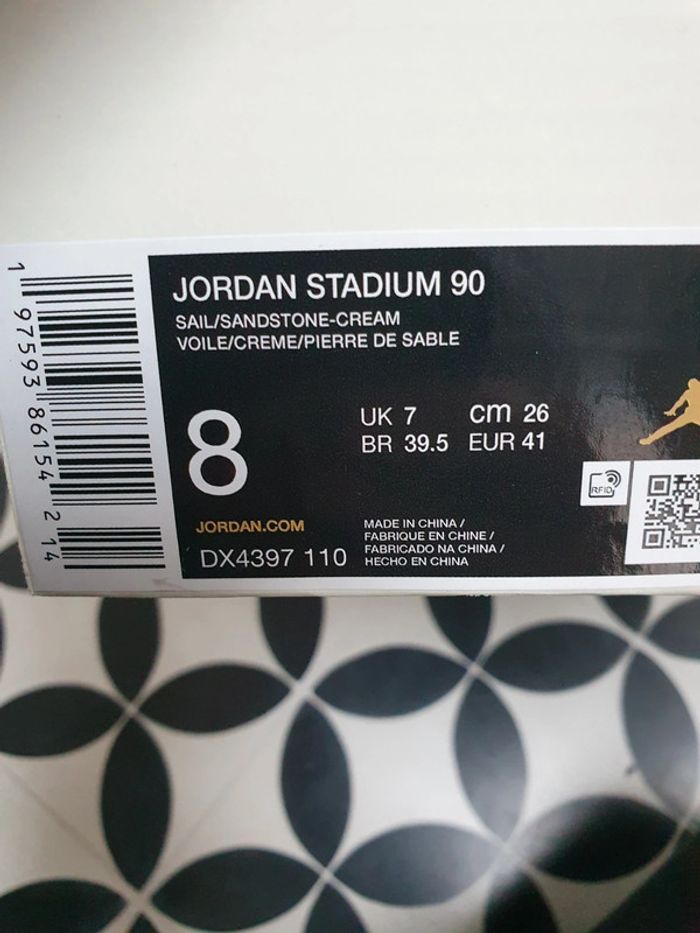 JORDAN STADIUM 90
SAIL/SANDSTONE-CREAM
VOILE/CREME/PIERRE DE SABLE
8
UK 7 cm 26
BR 39.5 EUR 41
JORDAN.COM
DX4397 110
MADE IN CHINA /
FABRIQUE EN CHINE /
FABRICADO NA CHINA /
HECHO EN CHINA
RFID
1 97593 86154 2 14